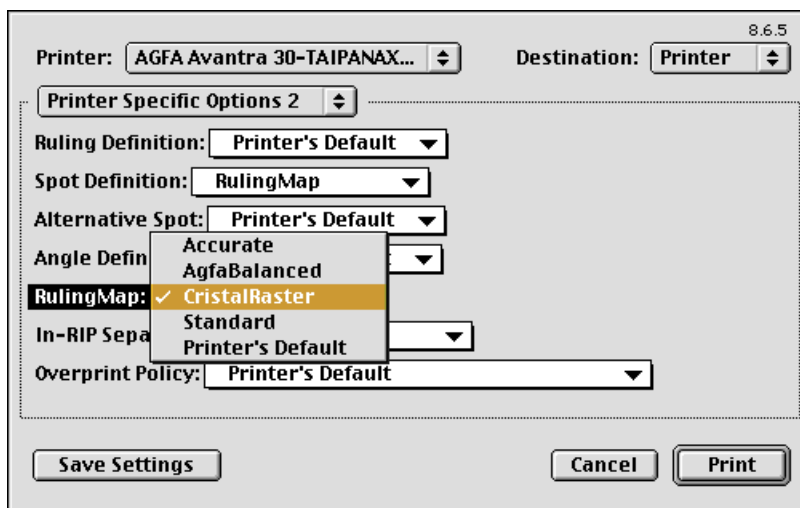 8.6.5
Printer: AGFA Avantra 30-TAIPANAX... Destination: Printer
Printer Specific Options 2
Ruling Definition: Printer's Default
Spot Definition: RulingMap
Alternative Spot: Printer's Default
Accurate
Angle Defin
AgfaBalanced
RulingMap: ✓ CristalRaster
Standard
In-RIP Sepa
Printer's Default
Overprint Policy: Printer's Default
Save Settings Cancel Print